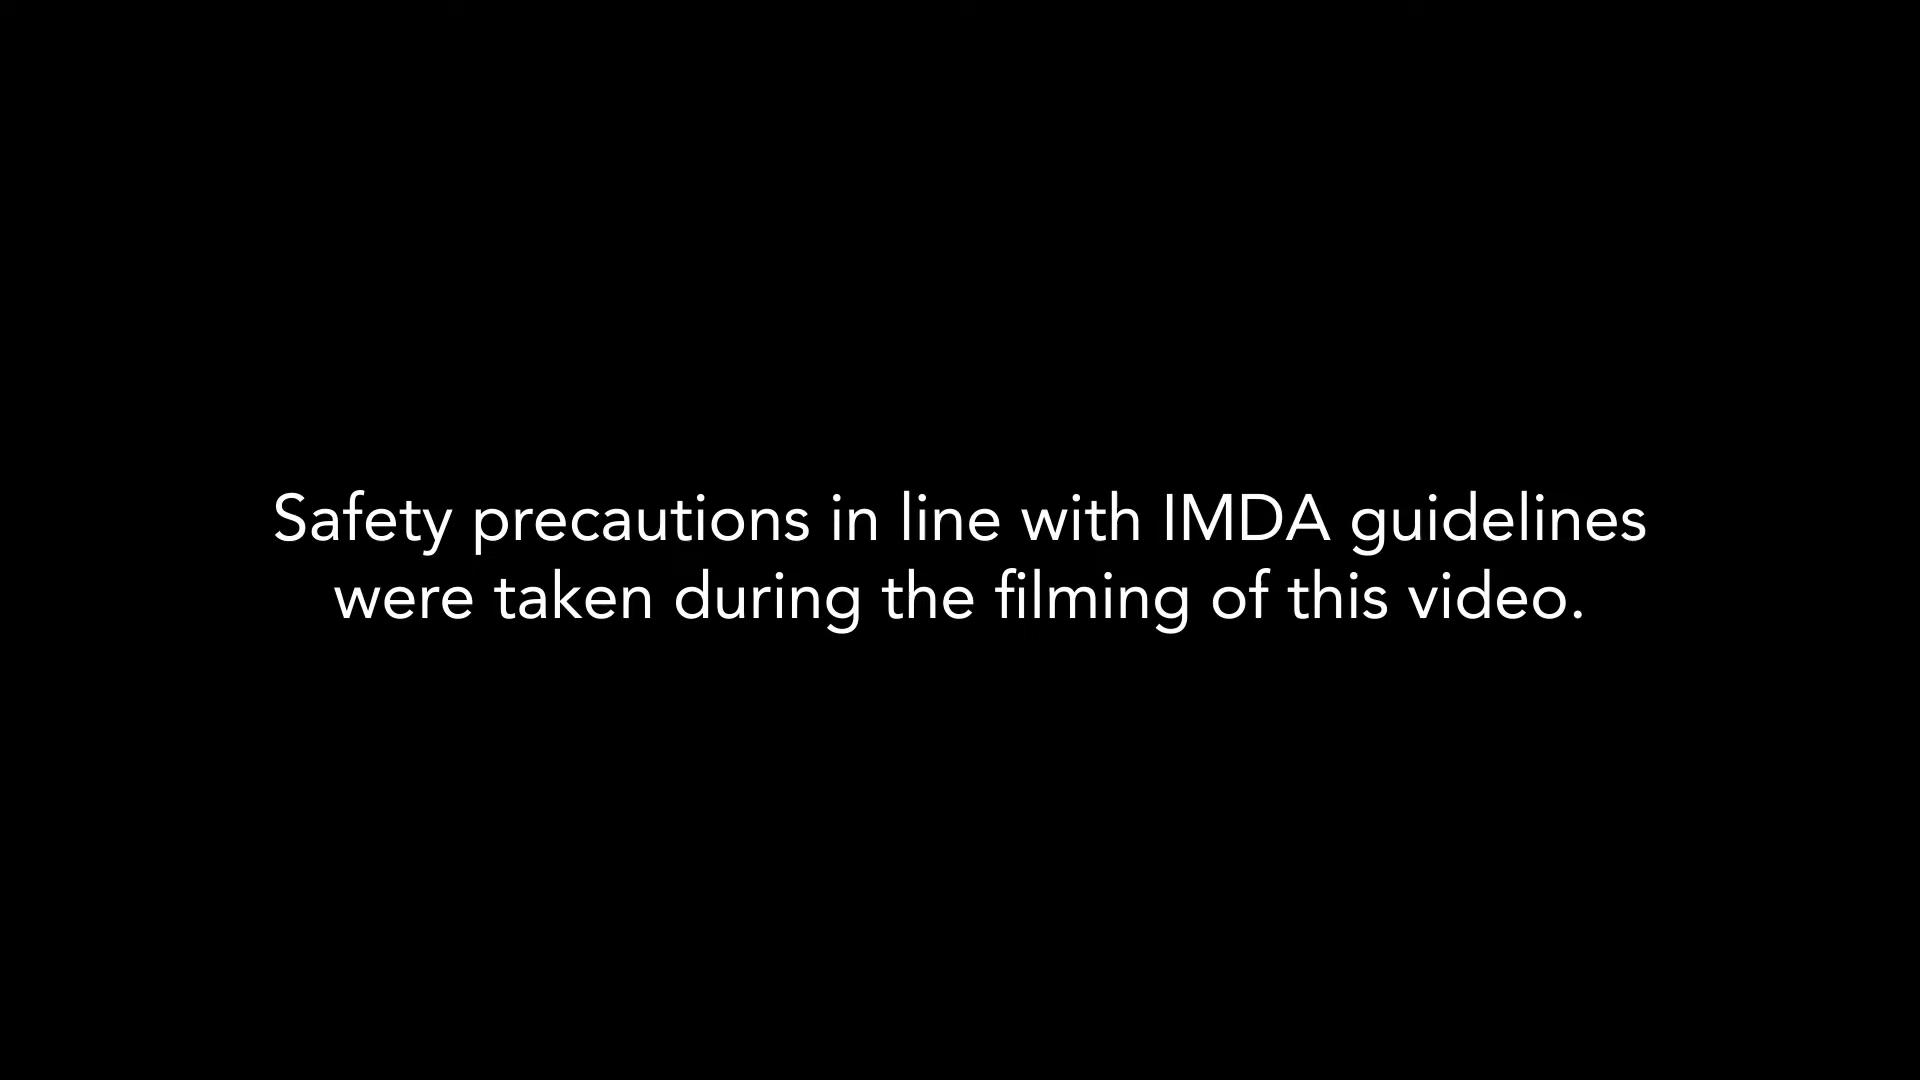 Safety precautions in line with IMDA guidelines
were taken during the filming of this video.